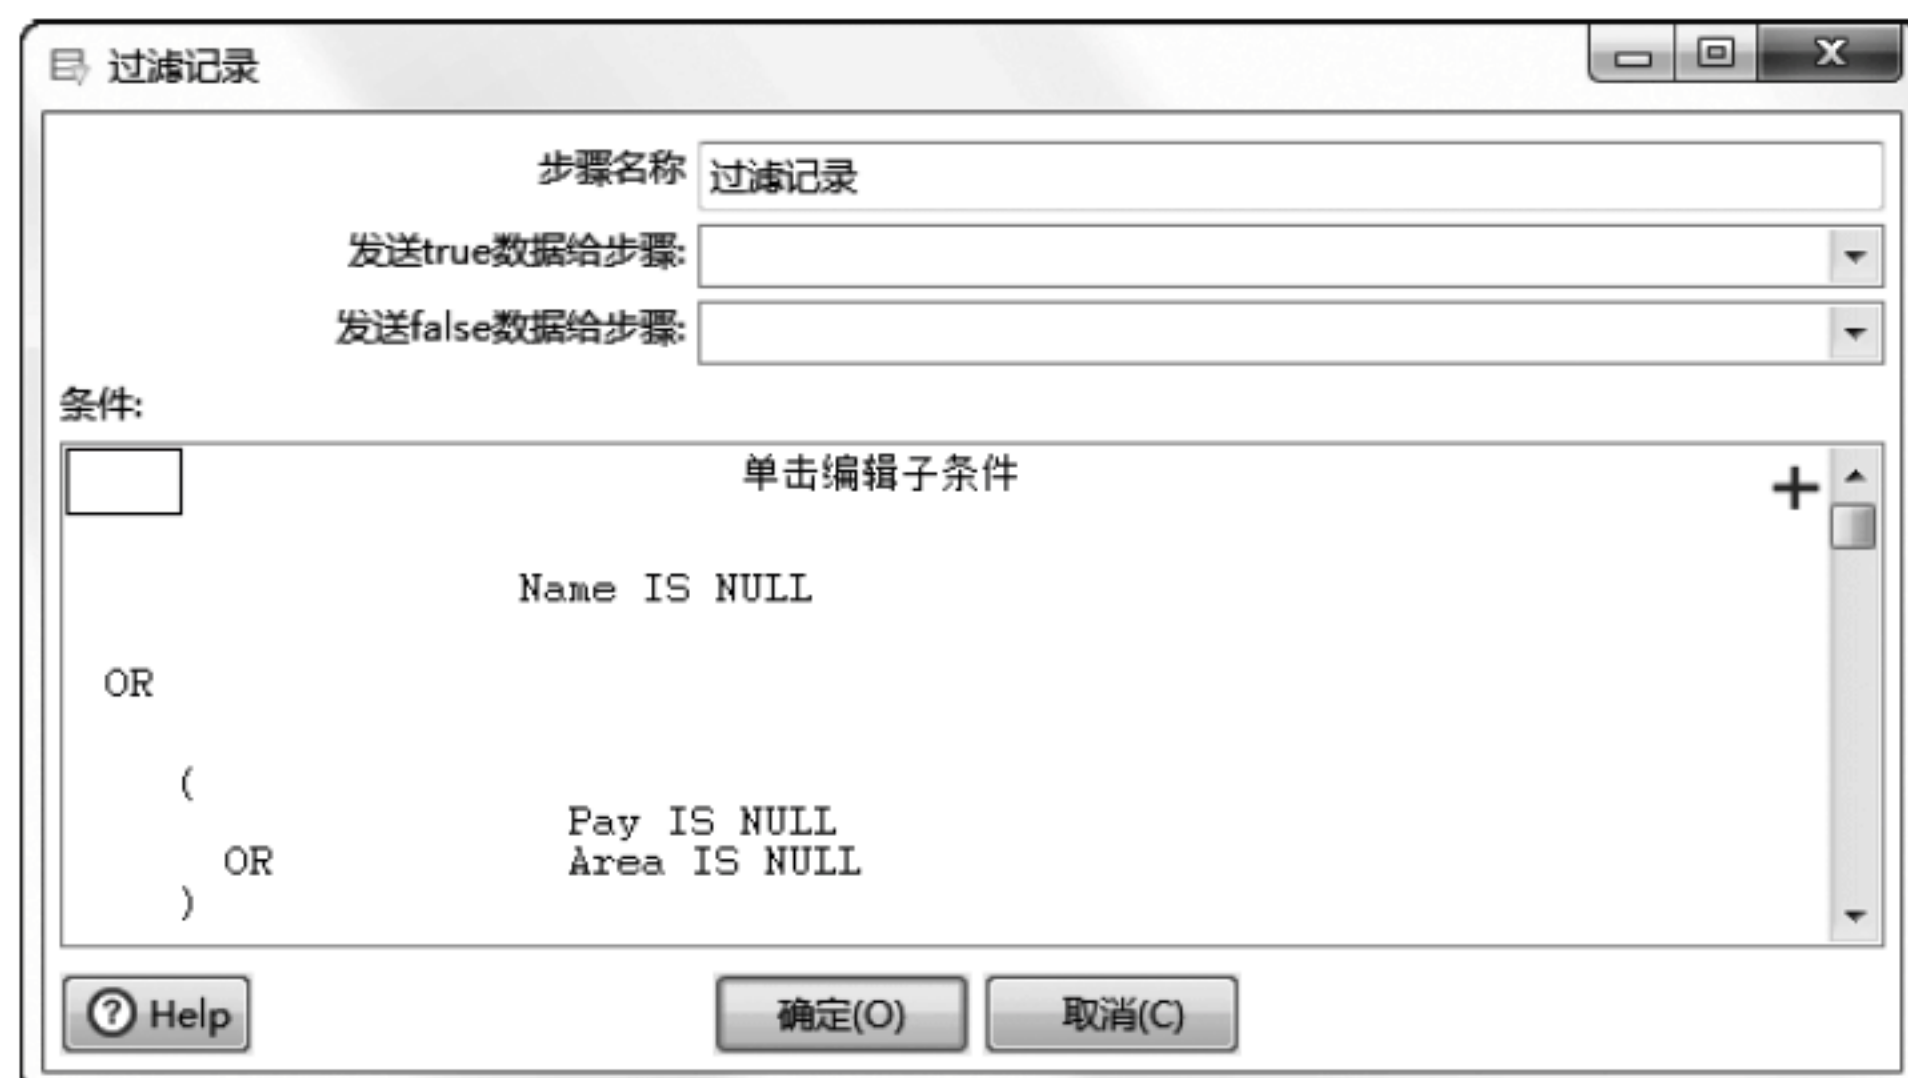 过滤记录
步骤名称 过滤记录
发送true数据给步骤:
发送false数据给步骤:
条件:
单击编辑子条件
Name IS NULL
OR
(
Pay IS NULL
OR Area IS NULL
)
Help 确定(O) 取消(C)